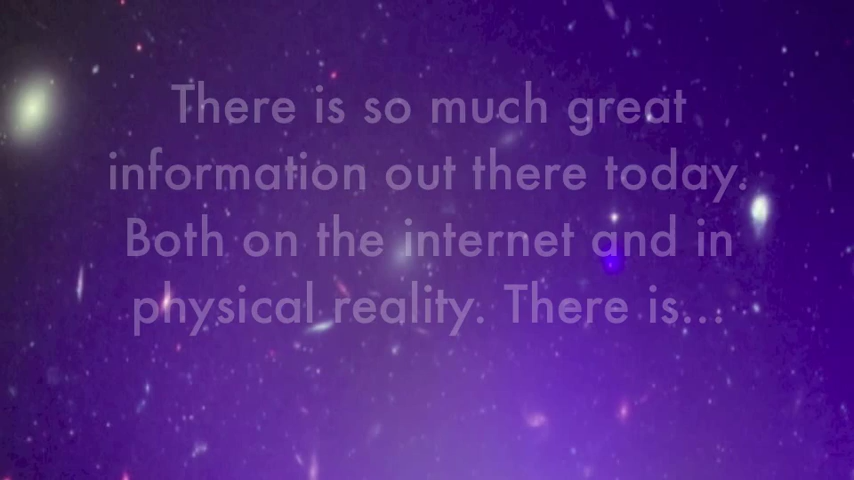 There is so much great
information out there today.
Both on the internet and in
physical reality. There is...